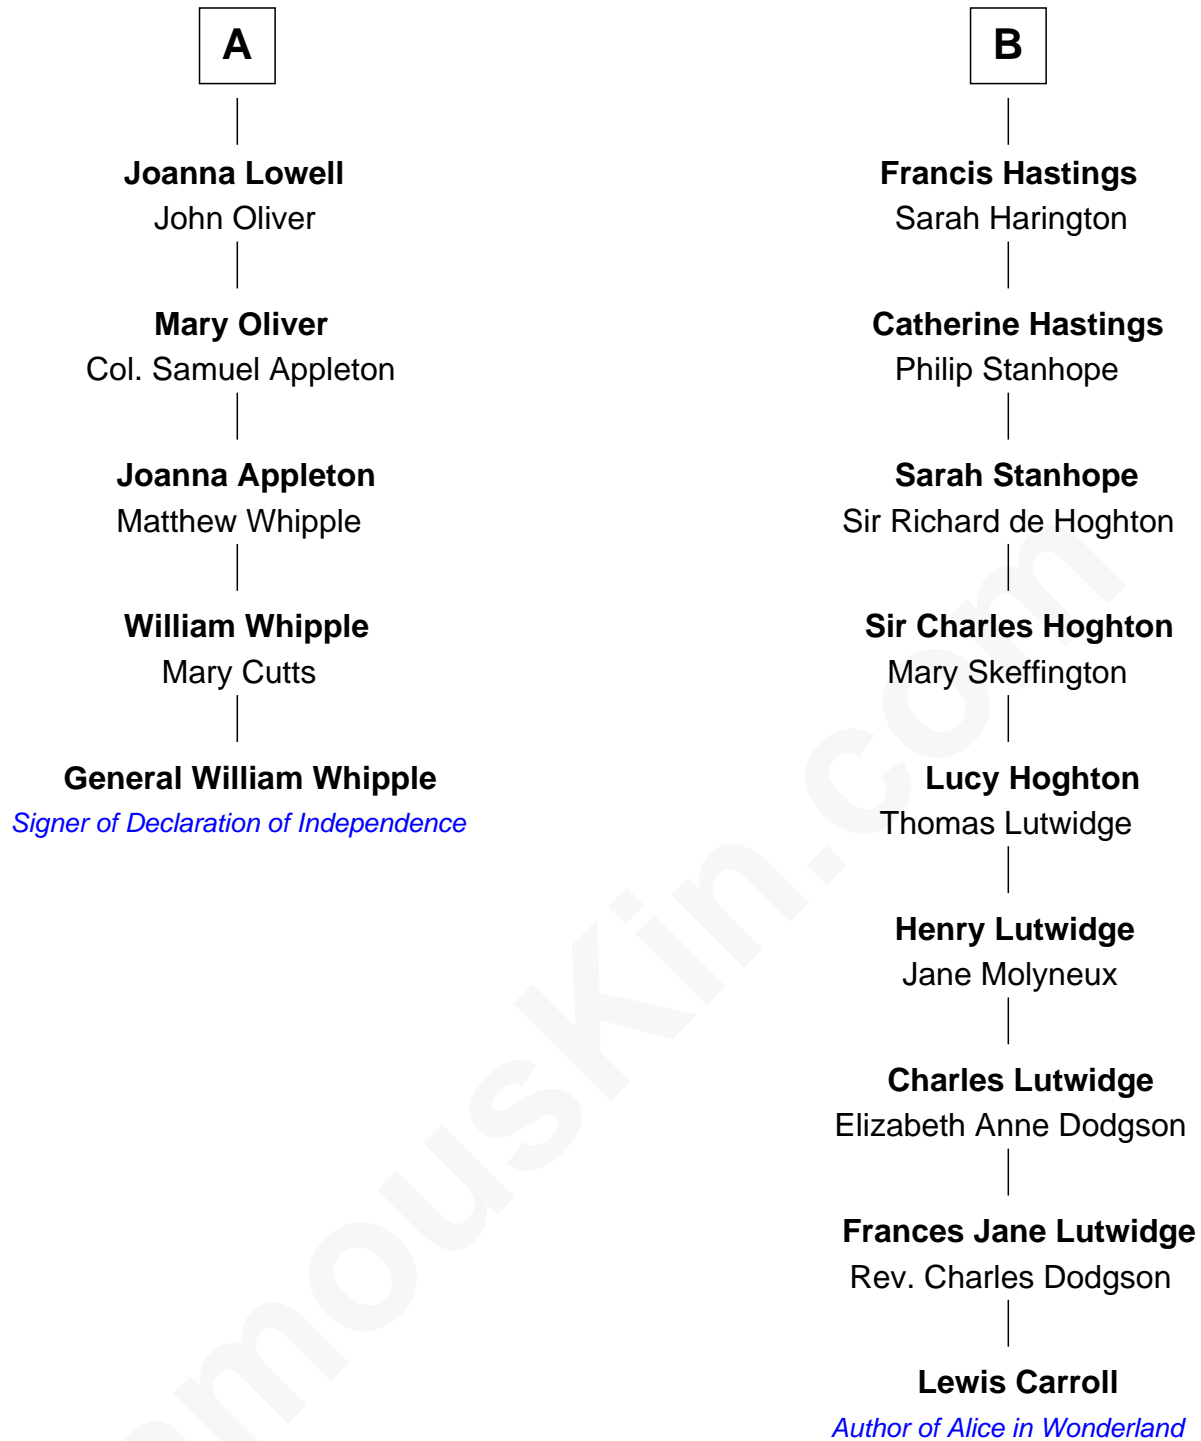 A
Joanna Lowell
John Oliver
Mary Oliver
Col. Samuel Appleton
Joanna Appleton
Matthew Whipple
William Whipple
Mary Cutts
General William Whipple
Signer of Declaration of Independence
B
Francis Hastings
Sarah Harington
Catherine Hastings
Philip Stanhope
Sarah Stanhope
Sir Richard de Hoghton
Sir Charles Hoghton
Mary Skeffington
Lucy Hoghton
Thomas Lutwidge
Henry Lutwidge
Jane Molyneux
Charles Lutwidge
Elizabeth Anne Dodgson
Frances Jane Lutwidge
Rev. Charles Dodgson
Lewis Carroll
Author of Alice in Wonderland
amousKin.com